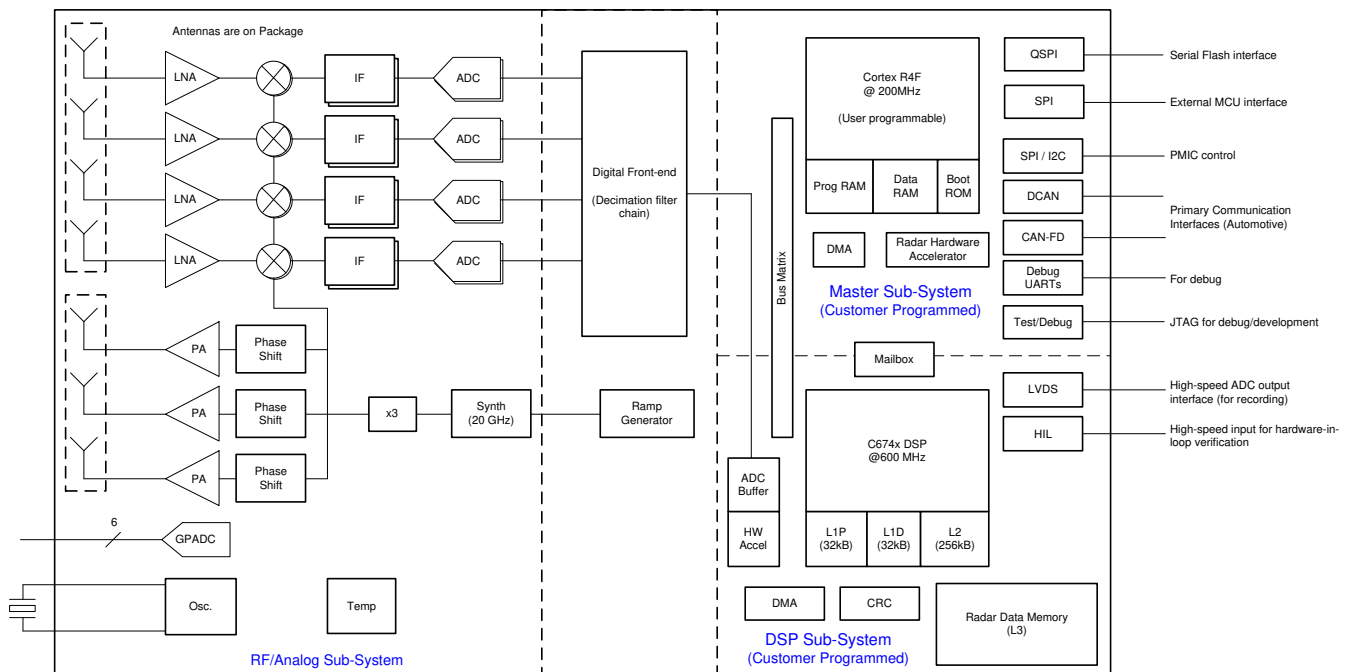 Antennas are on Package
LNA
IF
ADC
LNA
IF
ADC
LNA
IF
ADC
LNA
IF
ADC
Digital Front-end
(Decimation filter
chain)
PA
Phase
Shift
PA
Phase
Shift
PA
Phase
Shift
x3
Synth
(20 GHz)
Ramp
Generator
6
GPADC
Osc.
Temp
RF/Analog Sub-System
Bus Matrix
Cortex R4F
@ 200MHz
(User programmable)
Prog RAM
Data
RAM
Boot
ROM
DMA
Radar Hardware
Accelerator
Master Sub-System
(Customer Programmed)
Mailbox
QSPI
Serial Flash interface
SPI
External MCU interface
SPI / I2C
PMIC control
DCAN
Primary Communication
Interfaces (Automotive)
CAN-FD
Debug
UARTs
For debug
Test/Debug
JTAG for debug/development
LVDS
High-speed ADC output
interface (for recording)
HIL
High-speed input for hardware-in-
loop verification
C674x DSP
@600 MHz
ADC
Buffer
HW
Accel
L1P
(32kB)
L1D
(32kB)
L2
(256kB)
DMA
CRC
Radar Data Memory
(L3)
DSP Sub-System
(Customer Programmed)